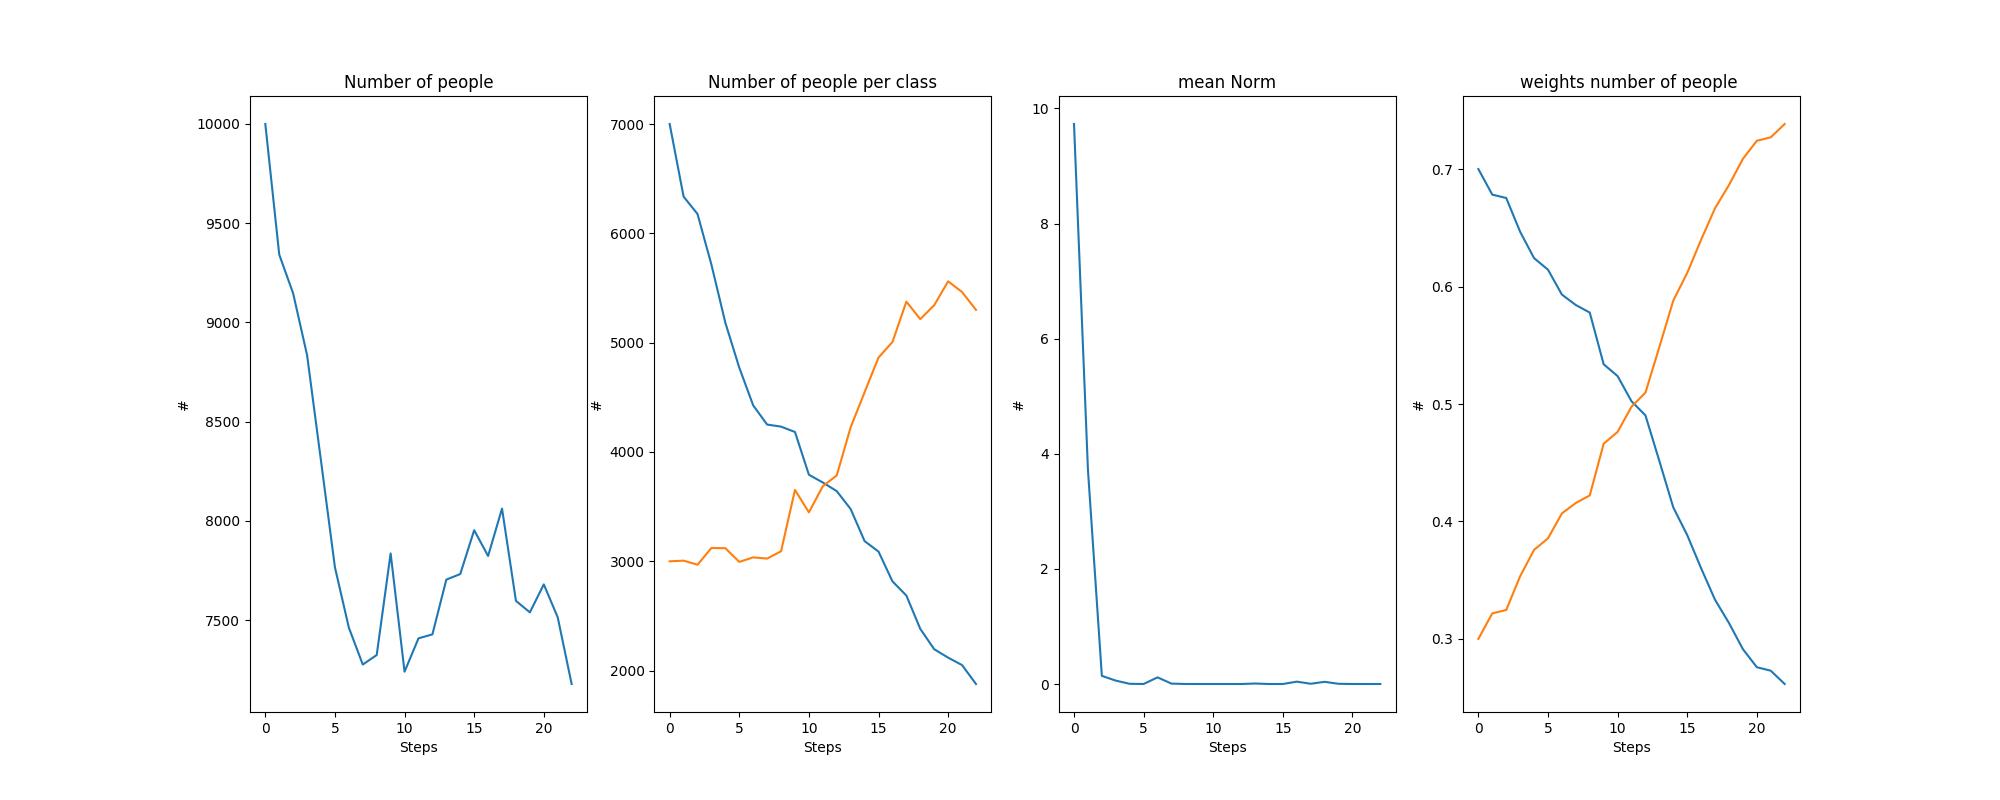 Number of people
10000
9500
9000
8500
8000
7500
#
0 5 10 15 20
Steps
Number of people per class
7000
6000
5000
4000
3000
2000
#
0 5 10 15 20
Steps
mean Norm
10
8
6
4
2
0
#
0 5 10 15 20
Steps
weights number of people
0.7
0.6
0.5
0.4
0.3
#
0 5 10 15 20
Steps